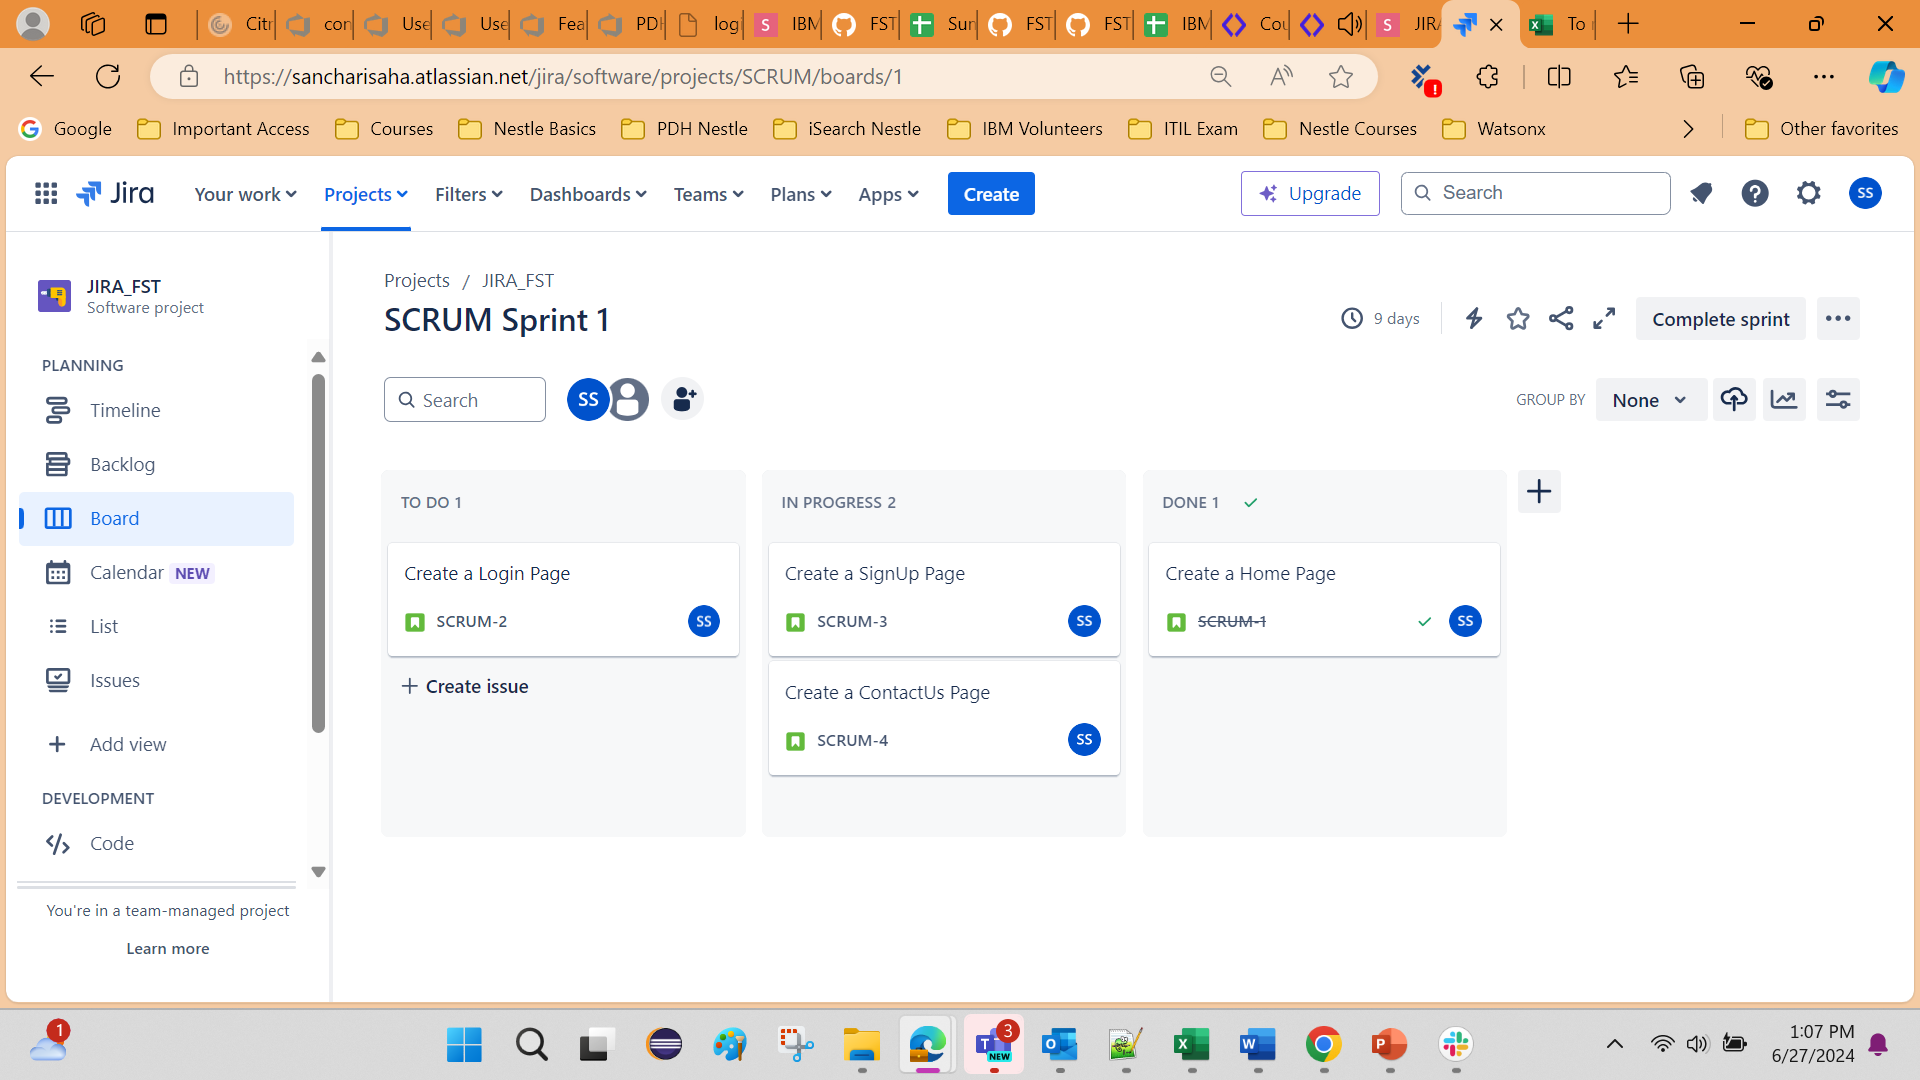 Citr
con
Use
Use
Fea
PDH
log
S IBM
FST
Sun
FST
FST
IBM
Cou
S JIRA
To
https://sancharisaha.atlassian.net/jira/software/projects/SCRUM/boards/1
Google Important Access Courses Nestle Basics PDH Nestle iSearch Nestle IBM Volunteers ITIL Exam Nestle Courses Watsonx Other favorites
Jira Your work Projects Filters Dashboards Teams Plans Apps Create Upgrade Search SS
JIRA_FST
Software project
PLANNING
Timeline
Backlog
Board
Calendar NEW
List
Issues
Add view
DEVELOPMENT
Code
You're in a team-managed project
Learn more
Projects / JIRA_FST
SCRUM Sprint 1
9 days Complete sprint
Search SS GROUP BY None
TO DO 1
Create a Login Page
SCRUM-2 SS
Create issue
IN PROGRESS 2
Create a SignUp Page
SCRUM-3 SS
Create a ContactUs Page
SCRUM-4 SS
DONE 1
Create a Home Page
SCRUM-1 SS
1
3
NEW
1:07 PM
6/27/2024